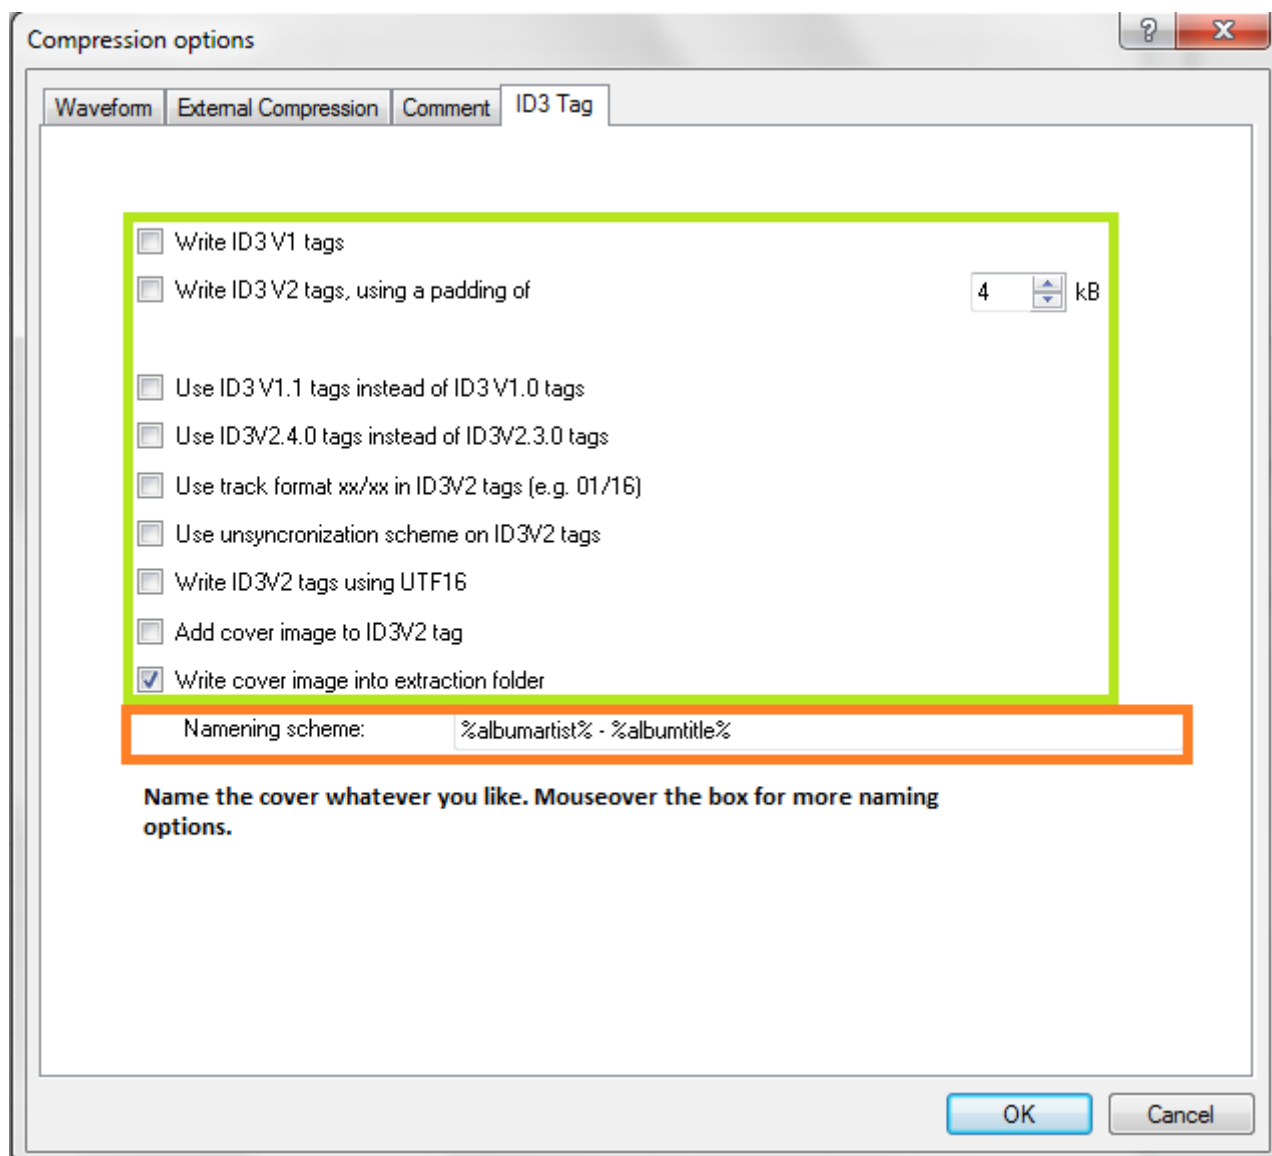 Compression options
Waveform External Compression Comment ID3 Tag
Write ID3 V1 tags
Write ID3 V2 tags, using a padding of 4 kB
Use ID3 V1.1 tags instead of ID3 V1.0 tags
Use ID3V2.4.0 tags instead of ID3V2.3.0 tags
Use track format xx/xx in ID3V2 tags (e.g. 01/16)
Use unsyncronization scheme on ID3V2 tags
Write ID3V2 tags using UTF16
Add cover image to ID3V2 tag
Write cover image into extraction folder
Namening scheme: %albumartist% - %albumtitle%
Name the cover whatever you like. Mouseover the box for more naming
options.
OK Cancel